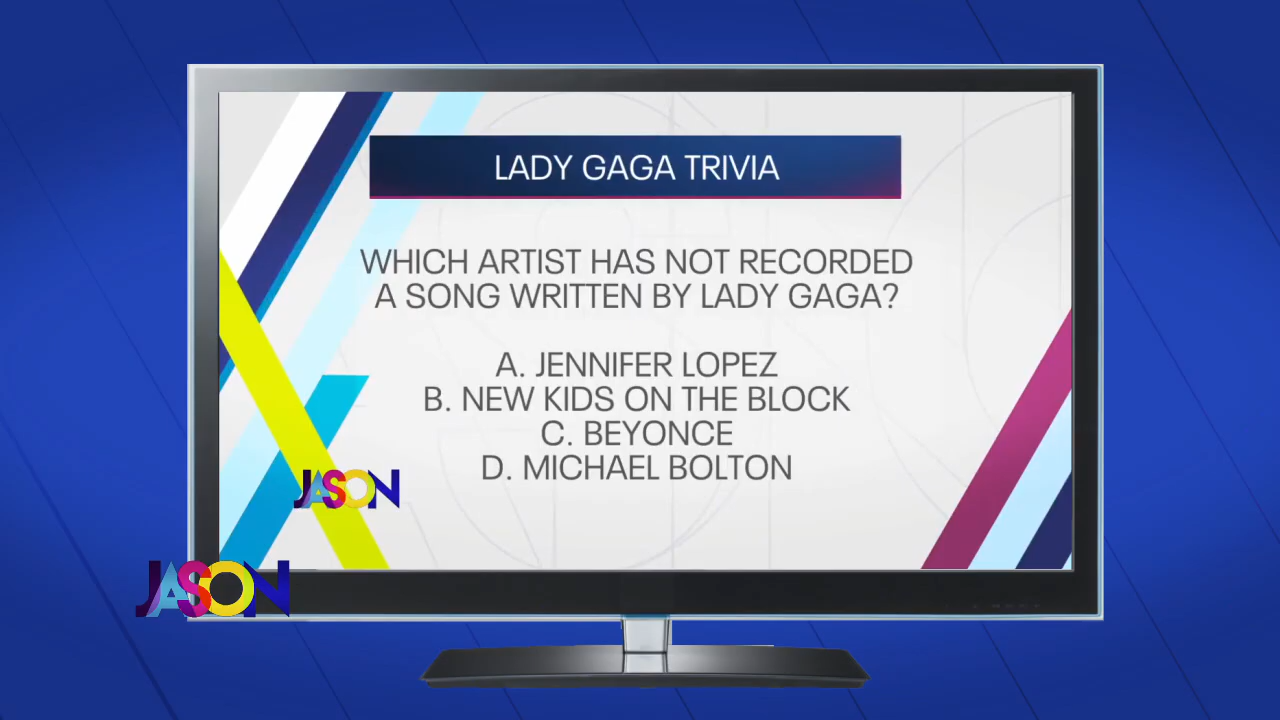 LADY GAGA TRIVIA
WHICH ARTIST HAS NOT RECORDED
A SONG WRITTEN BY LADY GAGA?
A. JENNIFER LOPEZ
B. NEW KIDS ON THE BLOCK
C. BEYONCE
D. MICHAEL BOLTON
JASON
JASON